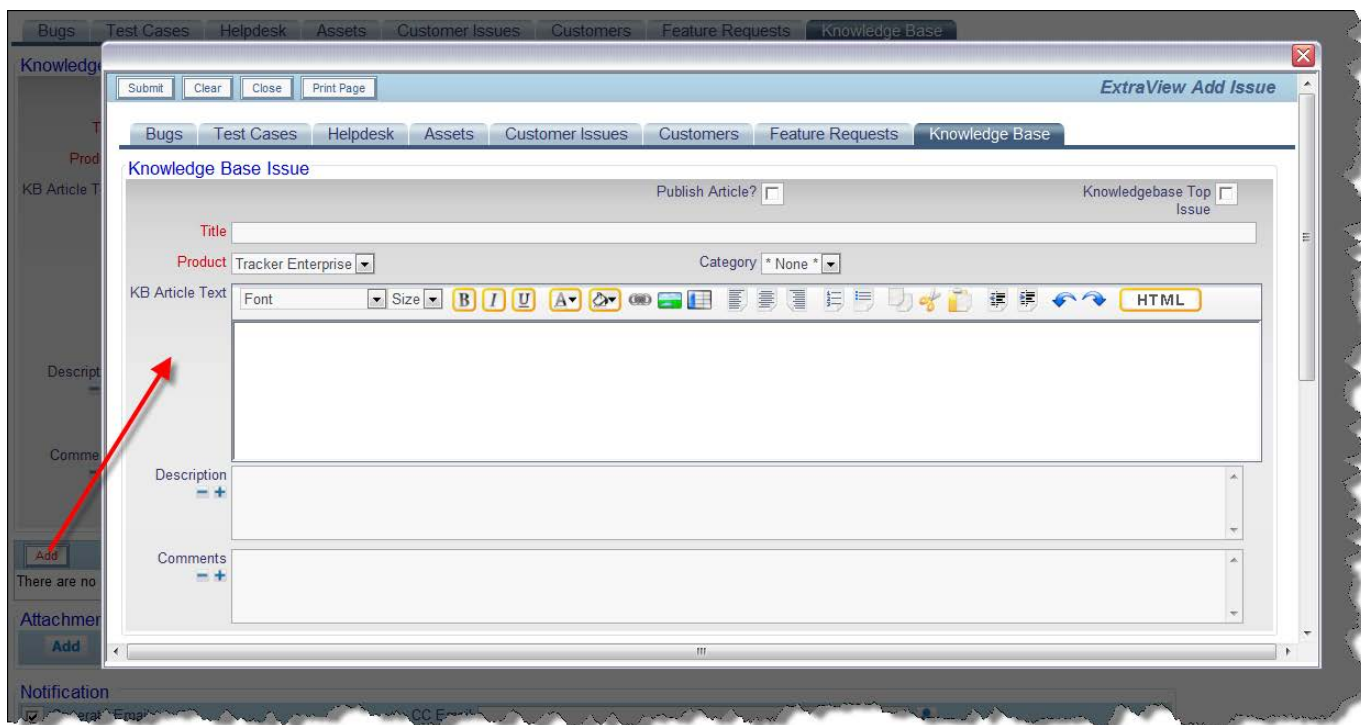 Bugs Test Cases Helpdesk Assets Customer Issues Customers Feature Requests Knowledge Base
Submit Clear Close Print Page ExtraView Add Issue
Bugs Test Cases Helpdesk Assets Customer Issues Customers Feature Requests Knowledge Base
Knowledge Base Issue
Publish Article? Knowledgebase Top
Issue
Title
Product Tracker Enterprise Category * None *
KB Article T
KB Article Text Font Size B I U A HTML
Descript
Description
Comme
Comments
Add
There are no
Attachmen
Add
Notification
CC Email